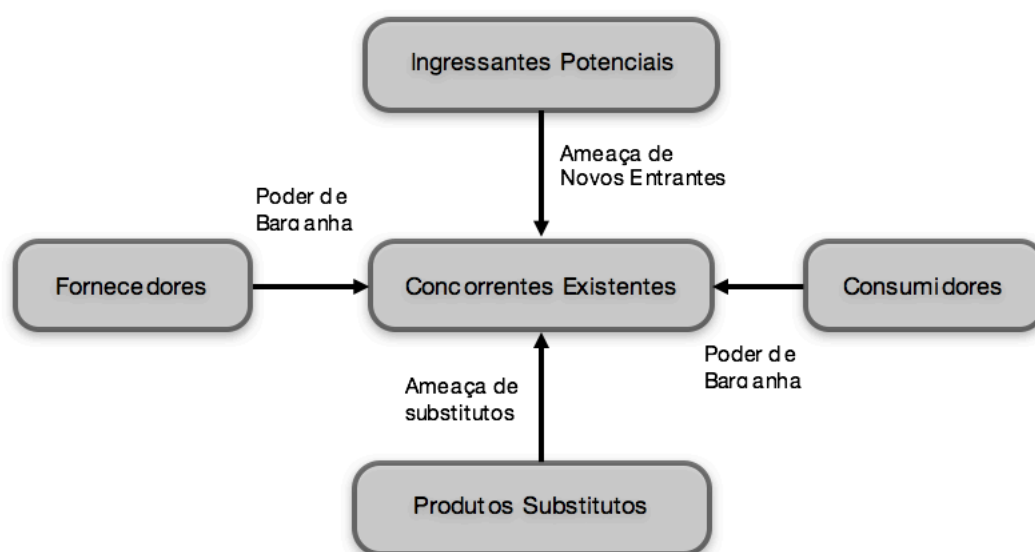 Ingressantes Potenciais
Ameaça de
Novos Entrantes
Poder de
Barganha
Fornecedores
Concorrentes Existentes
Consumidores
Poder de
Barganha
Ameaça de
substitutos
Produtos Substitutos